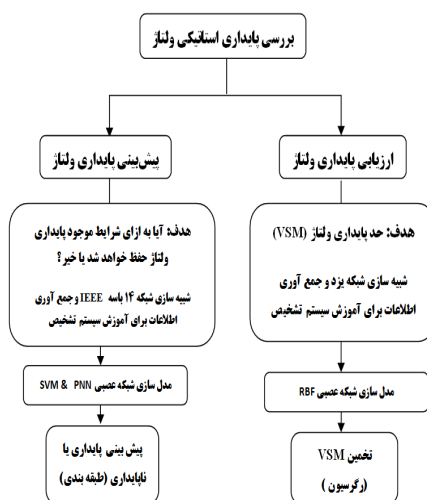 بررسی پایداری استاتیکی ولتاژ
ارزیابی پایداری ولتاژ
هدف: حد پایداری ولتاژ (VSM)
شبیه سازی شبکه یزد و جمع آوری
اطلاعات برای آموزش سیستم تشخیص
مدل سازی شبکه عصبی RBF
تخمین VSM
(رگرسیون )
پیش‌بینی پایداری ولتاژ
هدف: آیا به ازای شرایط موجود پایداری
ولتاژ حفظ خواهد شد یا خیر؟
شبیه سازی شبکه ۱۴ باسه IEEE و جمع آوری
اطلاعات برای آموزش سیستم تشخیص
مدل سازی شبکه عصبی SVM & PNN
پیش بینی پایداری یا
ناپایداری (طبقه بندی)